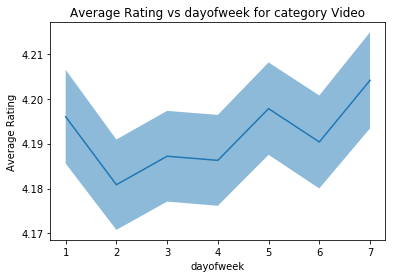 Average Rating vs dayofweek for category Video
Average Rating
4.21
4.20
4.19
4.18
4.17
1 2 3 4 5 6 7
dayofweek